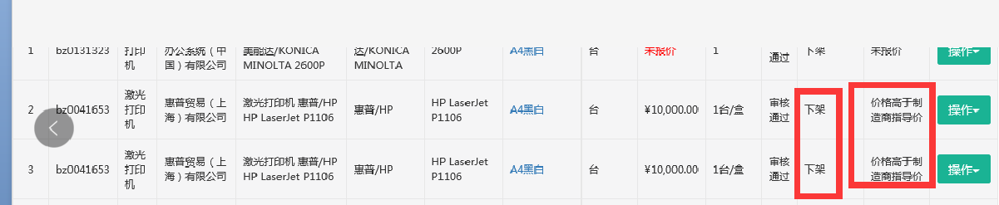 1 bz0131323 打印机 办公系统（中国）有限公司 美能达/KONICA MINOLTA 2600P 达/KONICA MINOLTA 2600P A4黑白 台 未报价 1 通过 下架 未报价 操作
2 bz0041653 激光打印机 惠普贸易（上海）有限公司 激光打印机 惠普/HP HP LaserJet P1106 惠普/HP HP LaserJet P1106 A4黑白 台 ¥10,000.00 1台/盒 审核通过 下架 价格高于制造商指导价 操作
3 bz0041653 激光打印机 惠普贸易（上海）有限公司 激光打印机 惠普/HP HP LaserJet P1106 惠普/HP HP LaserJet P1106 A4黑白 台 ¥10,000.00 1台/盒 审核通过 下架 价格高于制造商指导价 操作